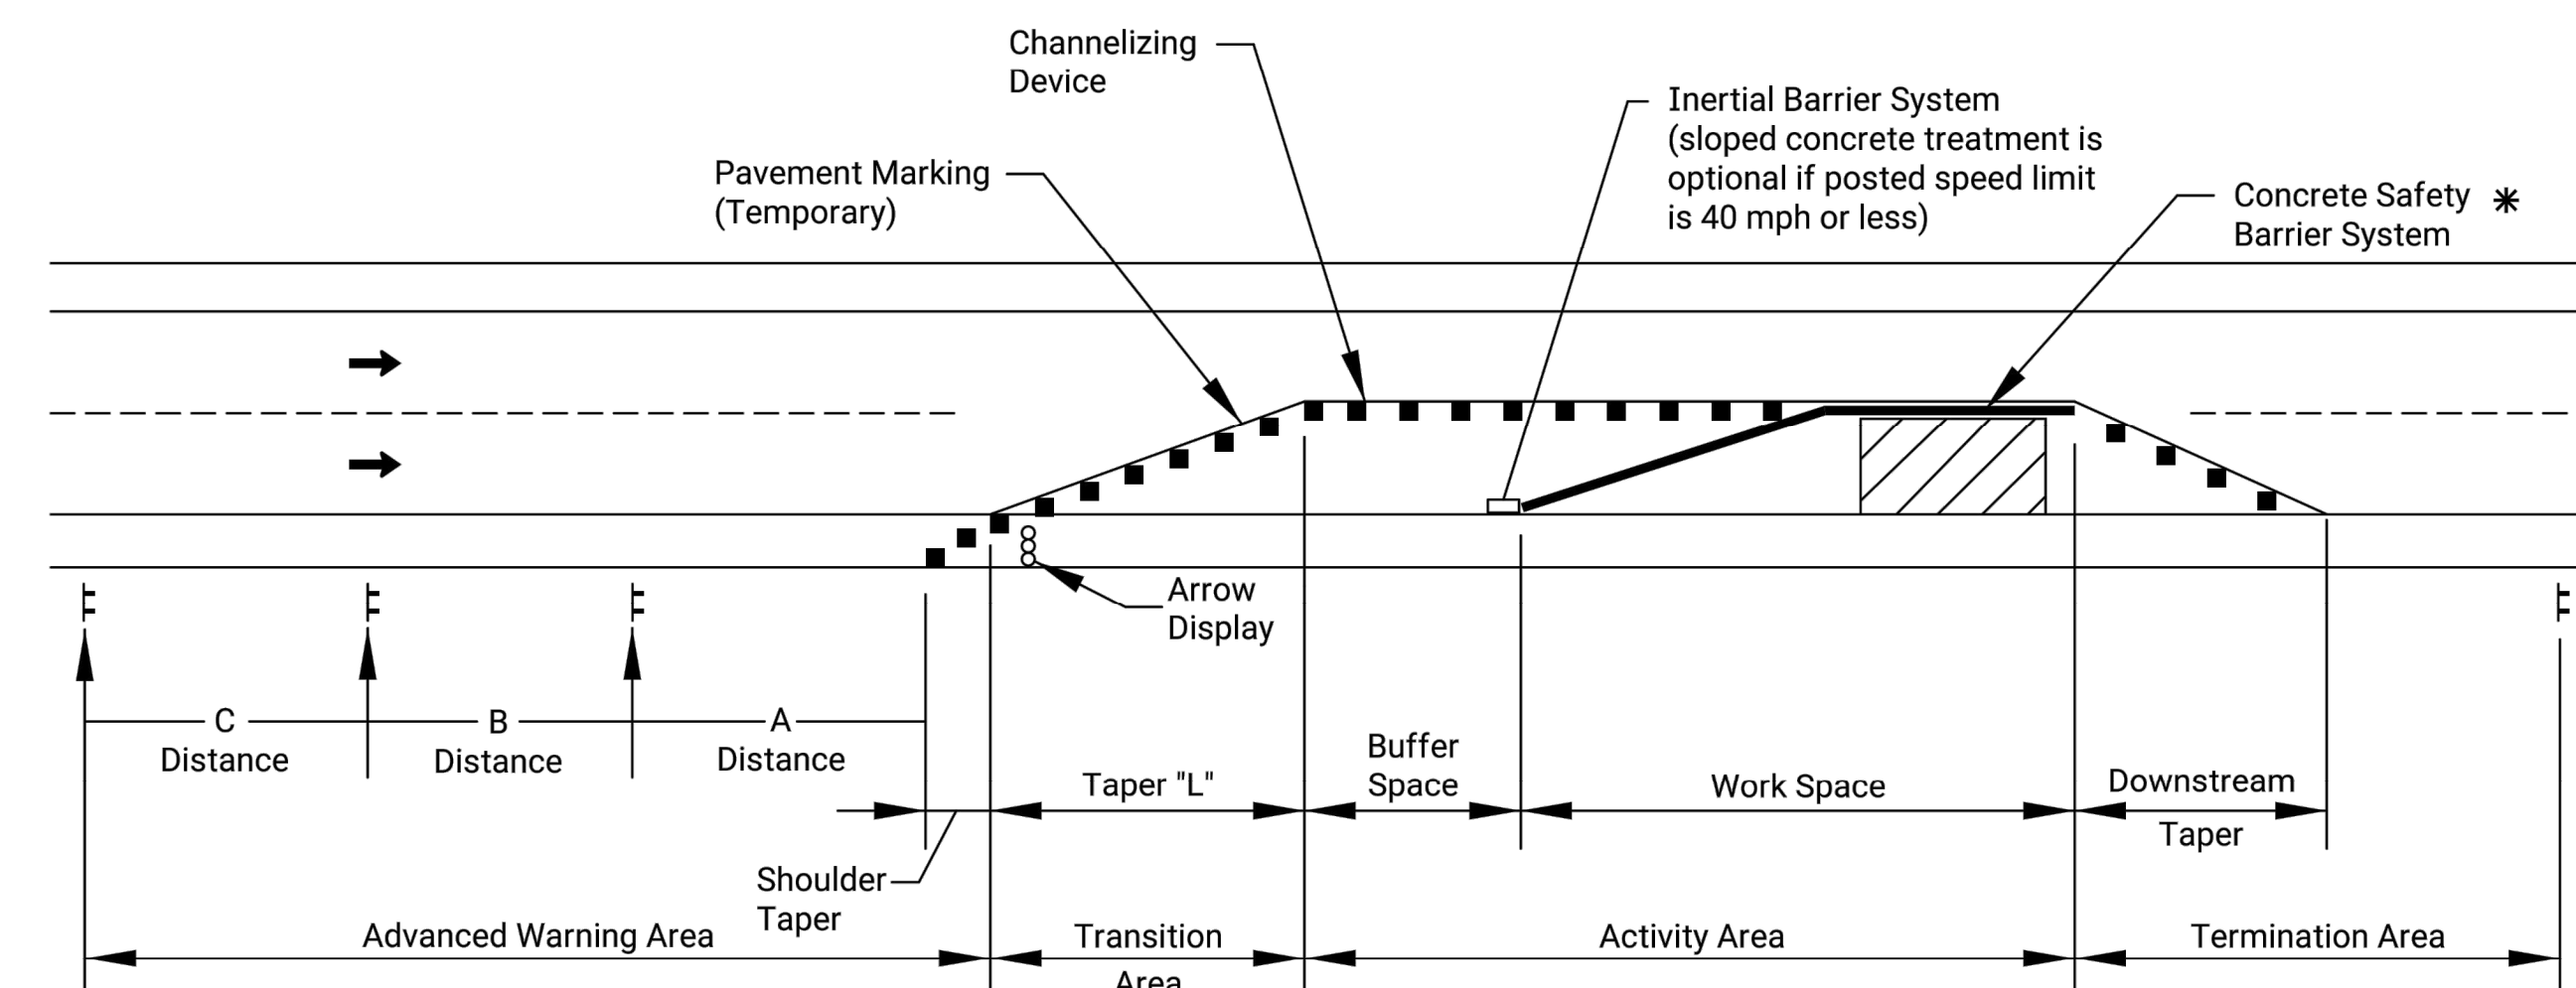 Channelizing
Device
Inertial Barrier System
(sloped concrete treatment is
optional if posted speed limit
is 40 mph or less)
Pavement Marking
(Temporary)
Concrete Safety *
Barrier System
Arrow
Display
C
Distance
B
Distance
A
Distance
Taper "L"
Buffer
Space
Work Space
Downstream
Taper
Shoulder
Taper
Advanced Warning Area
Transition
Area
Activity Area
Termination Area